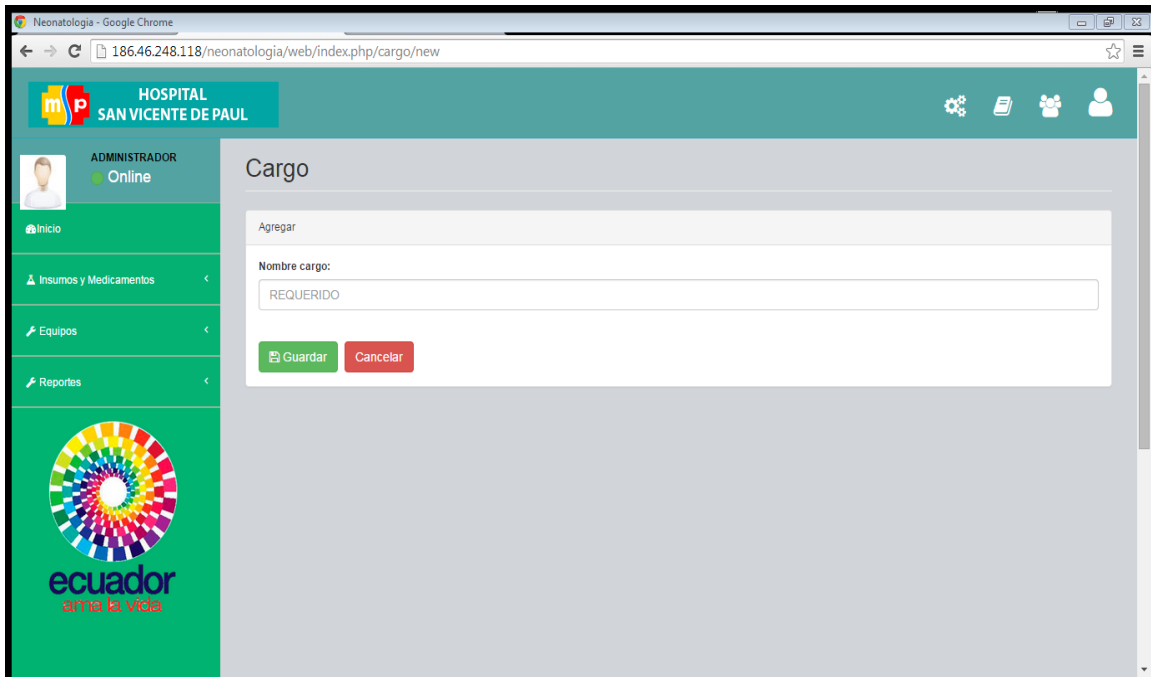 Neonatologia - Google Chrome
186.46.248.118/neonatologia/web/index.php/cargo/new
m p
HOSPITAL
SAN VICENTE DE PAUL
ADMINISTRADOR
Online
Inicio
Insumos y Medicamentos
Equipos
Reportes
ecuador
ama la vida
Cargo
Agregar
Nombre cargo:
REQUERIDO
Guardar Cancelar